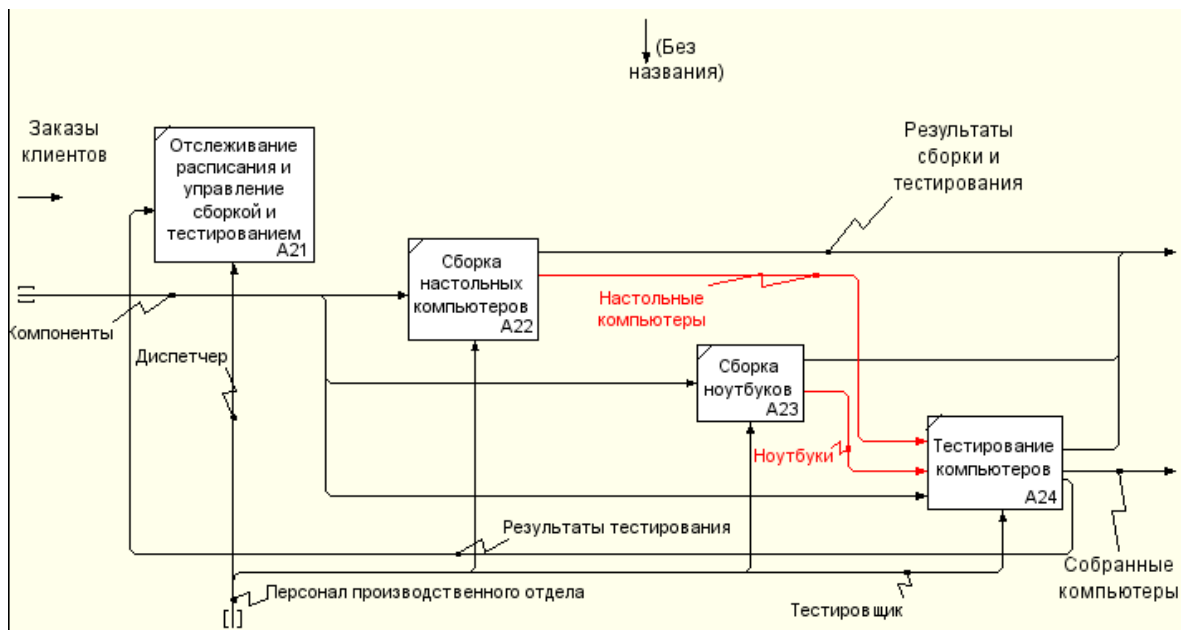 (Без
названия)
Заказы
клиентов
Отслеживание
расписания и
управление
сборкой и
тестированием
A21
Результаты
сборки и
тестирования
Сборка
настольных
компьютеров
A22
Настольные
компьютеры
Компоненты
Диспетчер
Сборка
ноутбуков
A23
Ноутбуки
Тестирование
компьютеров
A24
Результаты тестирования
Собранные
компьютеры
Персонал производственного отдела
Тестировщик